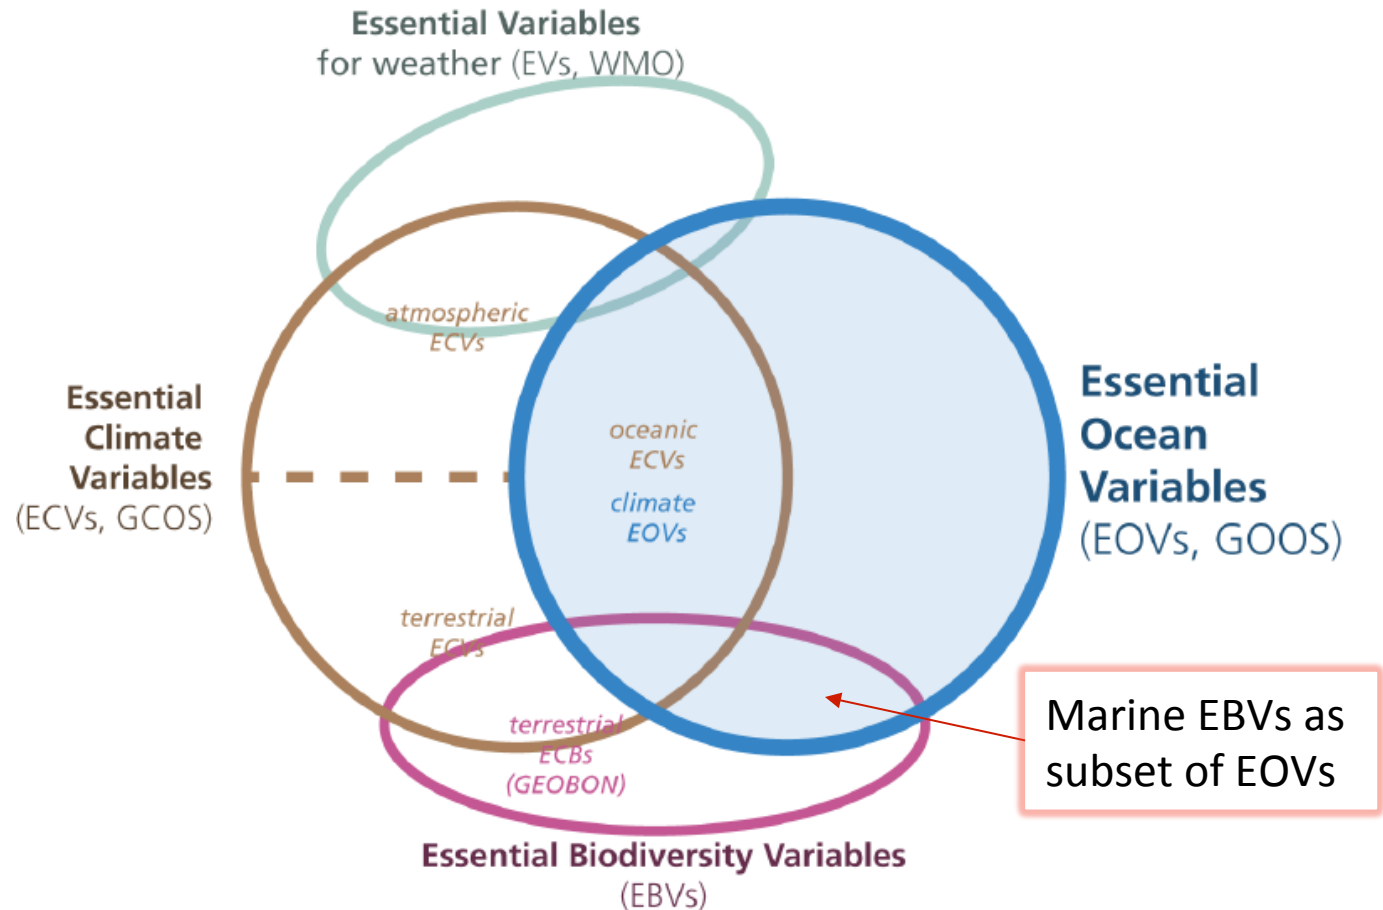 Essential Variables
for weather (EVs, WMO)
atmospheric
ECVs
Essential
Climate
Variables
(ECVs, GCOS)
oceanic
ECVs
climate
EOVs
Essential
Ocean
Variables
(EOVs, GOOS)
terrestrial
ECVs
Marine EBVs as
subset of EOVs
terrestrial
ECBs
(GEOBON)
Essential Biodiversity Variables
(EBVs)